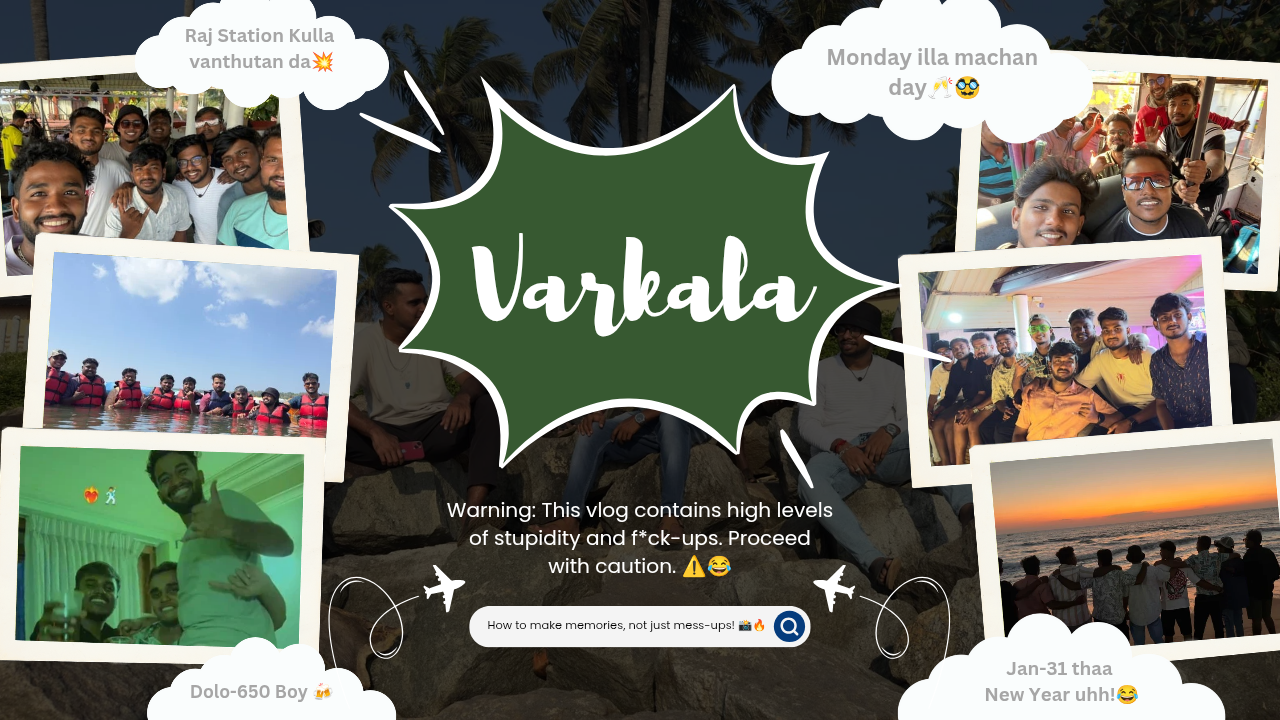 Raj Station Kulla
vanthutan da💥
Monday illa machan
day🥂🥸
Varkala
Warning: This vlog contains high levels
of stupidity and f*ck-ups. Proceed
with caution. ⚠️😂
How to make memories, not just mess-ups! 📸🔥
Dolo-650 Boy 🍻
Jan-31 thaa
New Year uhh!😂